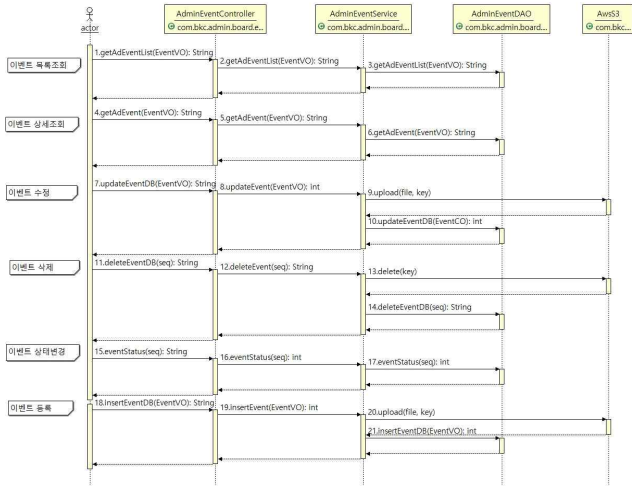 AdminEventController
com.bkc.admin.board.e...
AdminEventService
com.bkc.admin.board....
AdminEventDAO
com.bkc.admin.board...
AwsS3
com.bkc...
actor
이벤트 목록조회
1.getAdEventList(EventVO): String
2.getAdEventList(EventVO): String
3.getAdEventList(EventVO): String
이벤트 상세조회
4.getAdEvent(EventVO): String
5.getAdEvent(EventVO): String
6.getAdEvent(EventVO): String
이벤트 수정
7.updateEventDB(EventVO): String
8.updateEvent(EventVO): int
9.upload(file, key)
10.updateEventDB(EventCO): int
이벤트 삭제
11.deleteEventDB(seq): String
12.deleteEvent(seq): String
13.delete(key)
14.deleteEventDB(seq): String
이벤트 상태변경
15.eventStatus(seq): String
16.eventStatus(seq): int
17.eventStatus(seq): int
이벤트 등록
18.insertEventDB(EventVO): String
19.insertEvent(EventVO): int
20.upload(file, key)
21.insertEventDB(EventVO): int